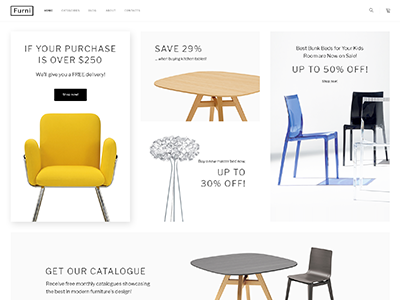 Furni
HOME CATEGORIES BLOG ABOUT CONTACTS
IF YOUR PURCHASE
IS OVER $250
We'll give you a FREE delivery!
Shop now!
SAVE 29%
...when buying kitchen tables!
Buy a new master bed now
UP TO
30% OFF!
Best Bunk Beds for Your Kids
Room are Now on Sale!
UP TO 50% OFF!
Shop now!
GET OUR CATALOGUE
Receive free monthly catalogues showcasing
the best in modern furniture's design!